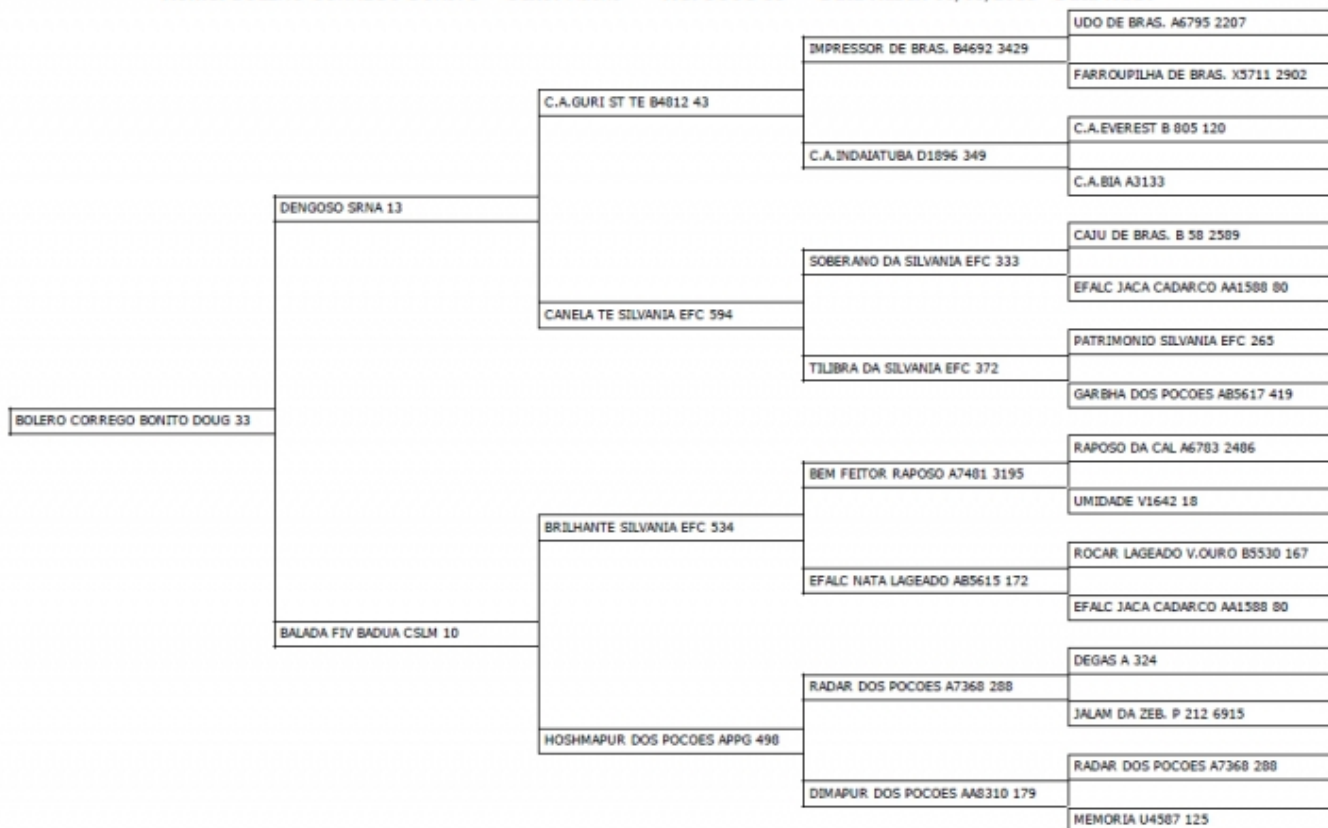 UDO DE BRAS. A6795 2207
IMPRESSOR DE BRAS. B4692 3429
FARROUPILHA DE BRAS. X5711 2902
C.A.GURI ST TE B4812 43
C.A.EVEREST B 805 120
C.A.INDAIATUBA D1896 349
C.A.BIA A3133
DENGOSO SRNA 13
CAJU DE BRAS. B 58 2589
SOBERANO DA SILVANIA EFC 333
EFALC JACA CADARCO AA1588 80
CANELA TE SILVANIA EFC 594
PATRIMONIO SILVANIA EFC 265
TILIBRA DA SILVANIA EFC 372
GARBHA DOS POCOES AB5617 419
BOLERO CORREGO BONITO DOUG 33
RAPOSO DA CAL A6783 2486
BEM FEITOR RAPOSO A7481 3195
UMIDADE V1642 18
BRILHANTE SILVANIA EFC 534
ROCAR LAGEADO V.OURO B5530 167
EFALC NATA LAGEADO AB5615 172
EFALC JACA CADARCO AA1588 80
BALADA FIV BADUA CSLM 10
DEGAS A 324
RADAR DOS POCOES A7368 288
JALAM DA ZEB. P 212 6915
HOSHMAPUR DOS POCOES APPG 498
RADAR DOS POCOES A7368 288
DIMAPUR DOS POCOES AA8310 179
MEMORIA U4587 125